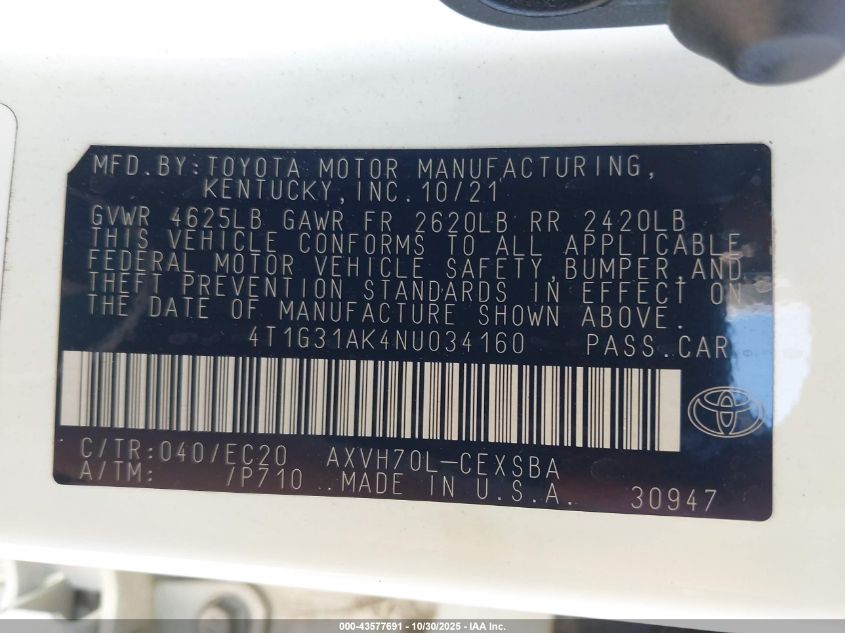 MFD.BY:TOYOTA MOTOR MANUFACTURING,
KENTUCKY,INC.10/21
GVWR 4625LB GAWR FR 2620LB RR 2420LB
THIS VEHICLE CONFORMS TO ALL APPLICABLE
FEDERAL MOTOR VEHICLE SAFETY,BUMPER,AND
THEFT PREVENTION STANDARDS IN EFFECT ON
THE DATE OF MANUFACTURE SHOWN ABOVE.
4T1G31AK4NU034160 PASS.CAR
C/TR:040/EC20 AXVH70L-CEXSBA
A/TM: /P710 MADE IN U.S.A. 30947
000-43577691 - 10/30/2025 - IAA Inc.